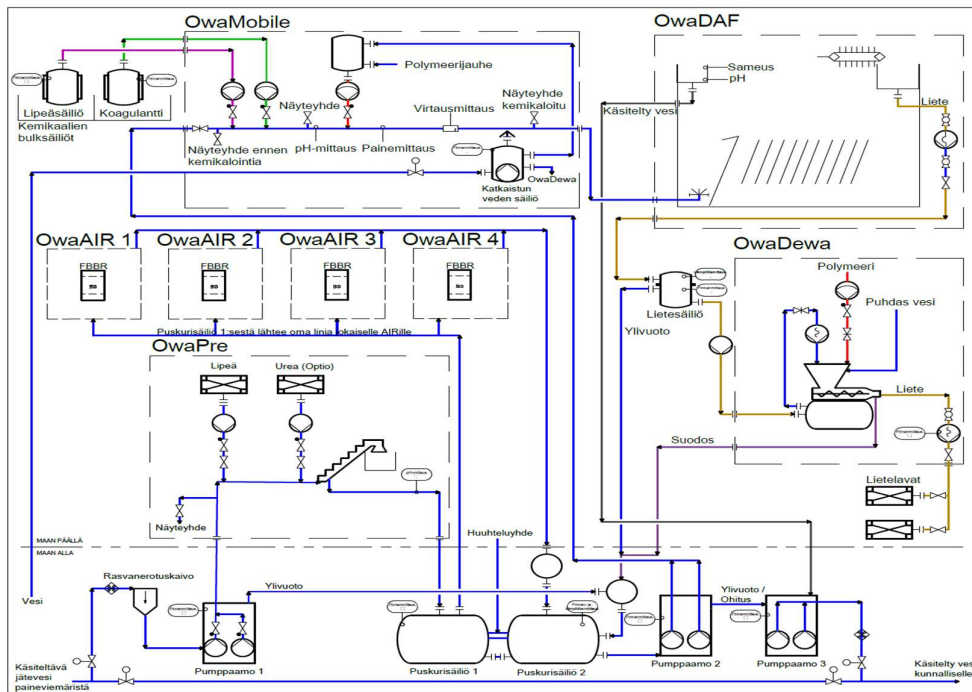 OwaMobile
OwaDAF
Polymeerijauhe
Sameus
pH
Käsitelty vesi
Liete
Lipeäsäiliö
Koagulantti
Kemikaalien
bulksäiliöt
Näyteyhde
Virtausmittaus
Näyteyhde
kemikaloitu
Näyteyhde ennen
kemikalointia
pH-mittaus
Painemittaus
OwaDewa
Katkaistun
veden säiliö
OwaAIR 1
OwaAIR 2
OwaAIR 3
OwaAIR 4
FBBR
FBBR
FBBR
FBBR
Puskurisäiliö 1:sestä lähtee oma linja jokaiselle AIRille
OwaDewa
Polymeeri
Puhdas vesi
Lietesäiliö
Ylivuoto
Liete
Suodos
Lietelavat
OwaPre
Lipeä
Urea (Optio)
Näyteyhde
Huuhteluyhde
MAAN PÄÄLLÄ
MAAN ALLA
Vesi
Rasvanerotuskaivo
Ylivuoto
Ylivuoto /
Ohitus
Pumppaamo 1
Puskurisäiliö 1
Puskurisäiliö 2
Pumppaamo 2
Pumppaamo 3
Käsiteltävä
jätevesi
paineviemäristä
Käsitelty ves
kunnalliselle